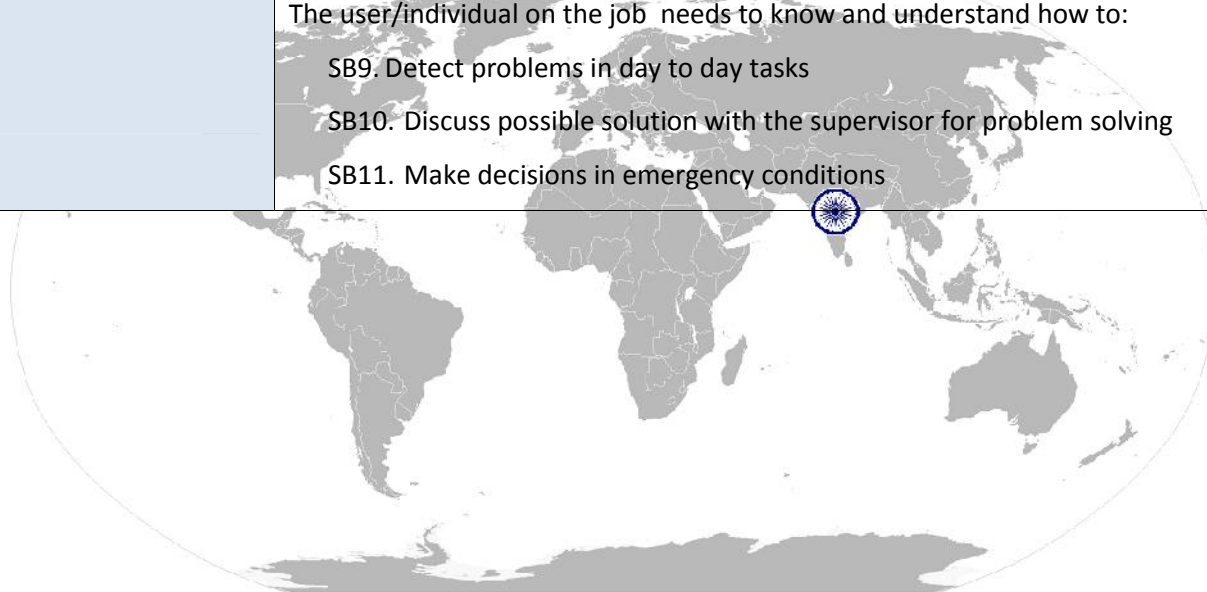 The user/individual on the job needs to know and understand how to:
SB9. Detect problems in day to day tasks
SB10. Discuss possible solution with the supervisor for problem solving
SB11. Make decisions in emergency conditions